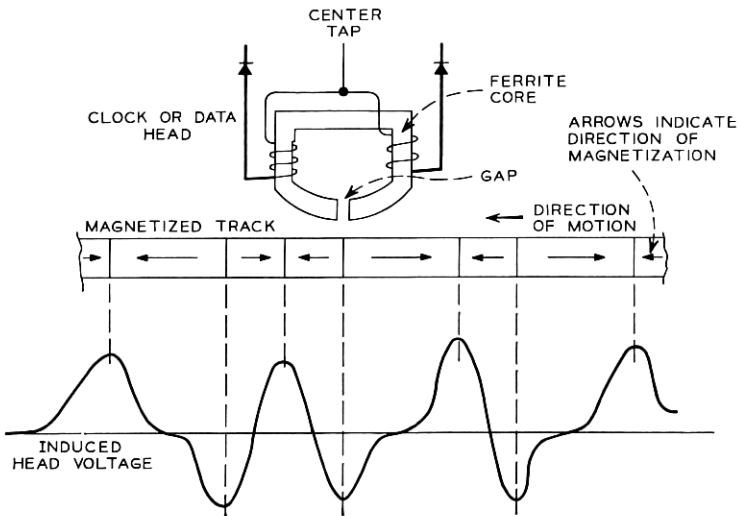 CENTER
TAP
CLOCK OR DATA
HEAD
FERRITE
CORE
ARROWS INDICATE
DIRECTION OF
MAGNETIZATION
GAP
MAGNETIZED TRACK
DIRECTION
OF MOTION
INDUCED
HEAD VOLTAGE